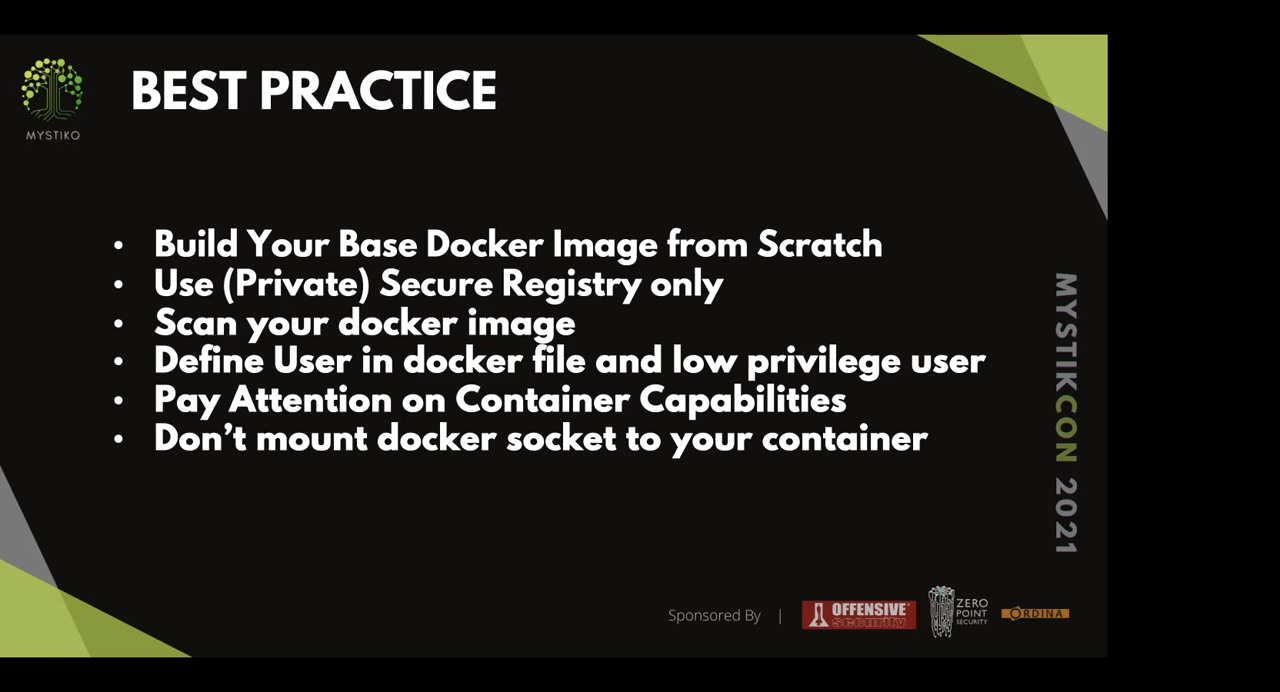 MYSTIKO
BEST PRACTICE
• Build Your Base Docker Image from Scratch
• Use (Private) Secure Registry only
• Scan your docker image
• Define User in docker file and low privilege user
• Pay Attention on Container Capabilities
• Don’t mount docker socket to your container
MYSTIKCON 2021
Sponsored By |
OFFENSIVE
security
ZERO
POINT
SECURITY
ORDINA